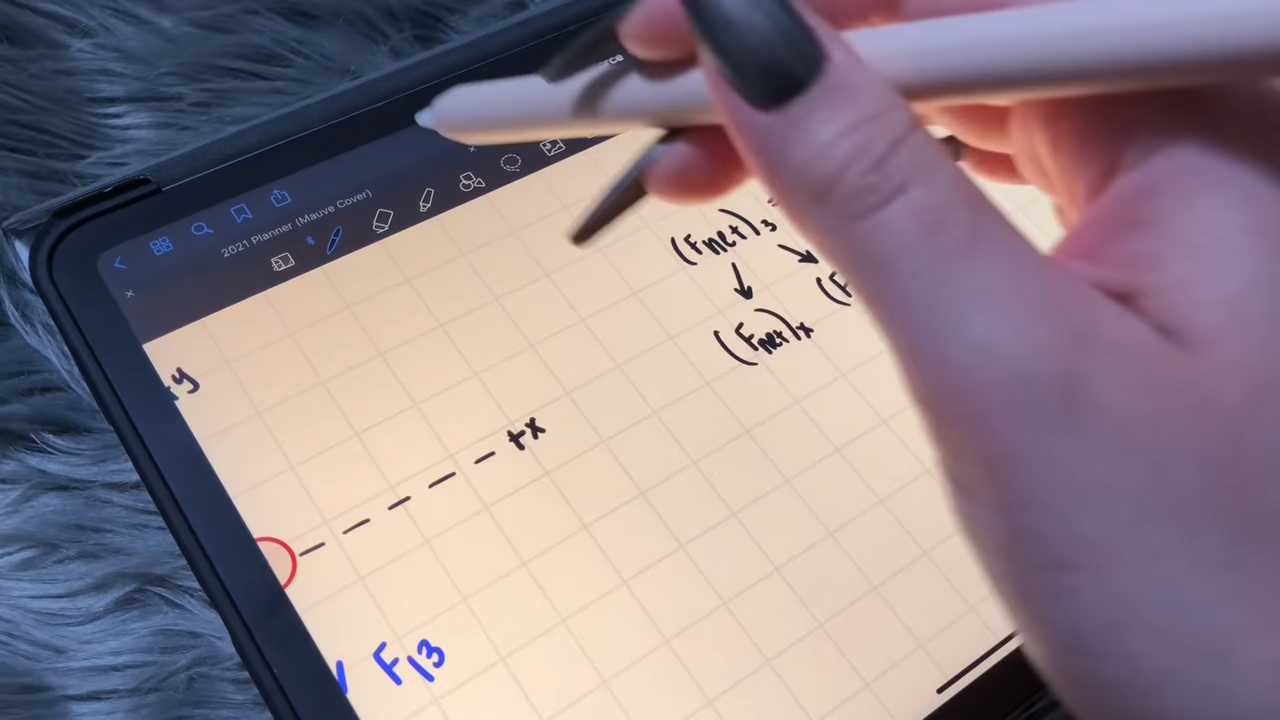 2021 Planner (Mauve Cover)
(Fnet)3
(Fnet)x
+y
+x
F13